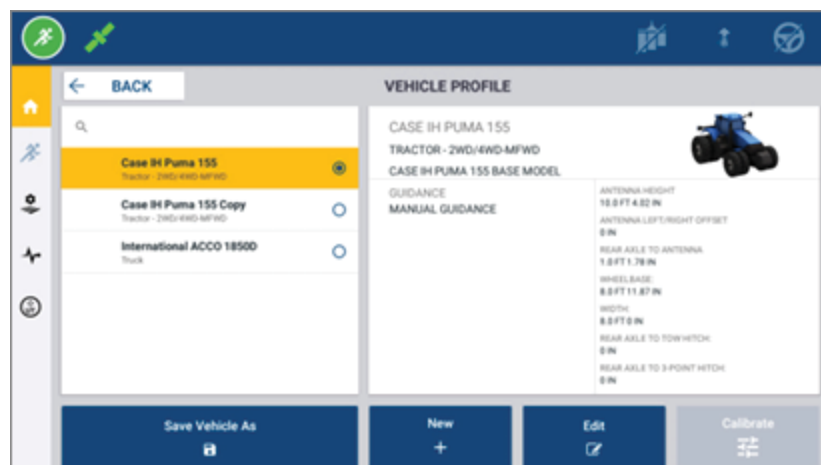 BACK
VEHICLE PROFILE
Case IH Puma 155
Tractor - 2WD/4WD-MFWD
Case IH Puma 155 Copy
Tractor - 2WD/4WD-MFWD
International ACCO 1850D
Truck
CASE IH PUMA 155
TRACTOR - 2WD/4WD-MFWD
CASE IH PUMA 155 BASE MODEL
GUIDANCE
MANUAL GUIDANCE
ANTENNA HEIGHT
10.0 FT 4.02 IN
ANTENNA LEFT/RIGHT OFFSET
0 IN
REAR AXLE TO ANTENNA
1.0 FT 1.78 IN
WHEELBASE:
8.0 FT 11.87 IN
WIDTH:
8.0 FT 0 IN
REAR AXLE TO TOW HITCH:
0 IN
REAR AXLE TO 3-POINT HITCH:
0 IN
Save Vehicle As
New
Edit
Calibrate